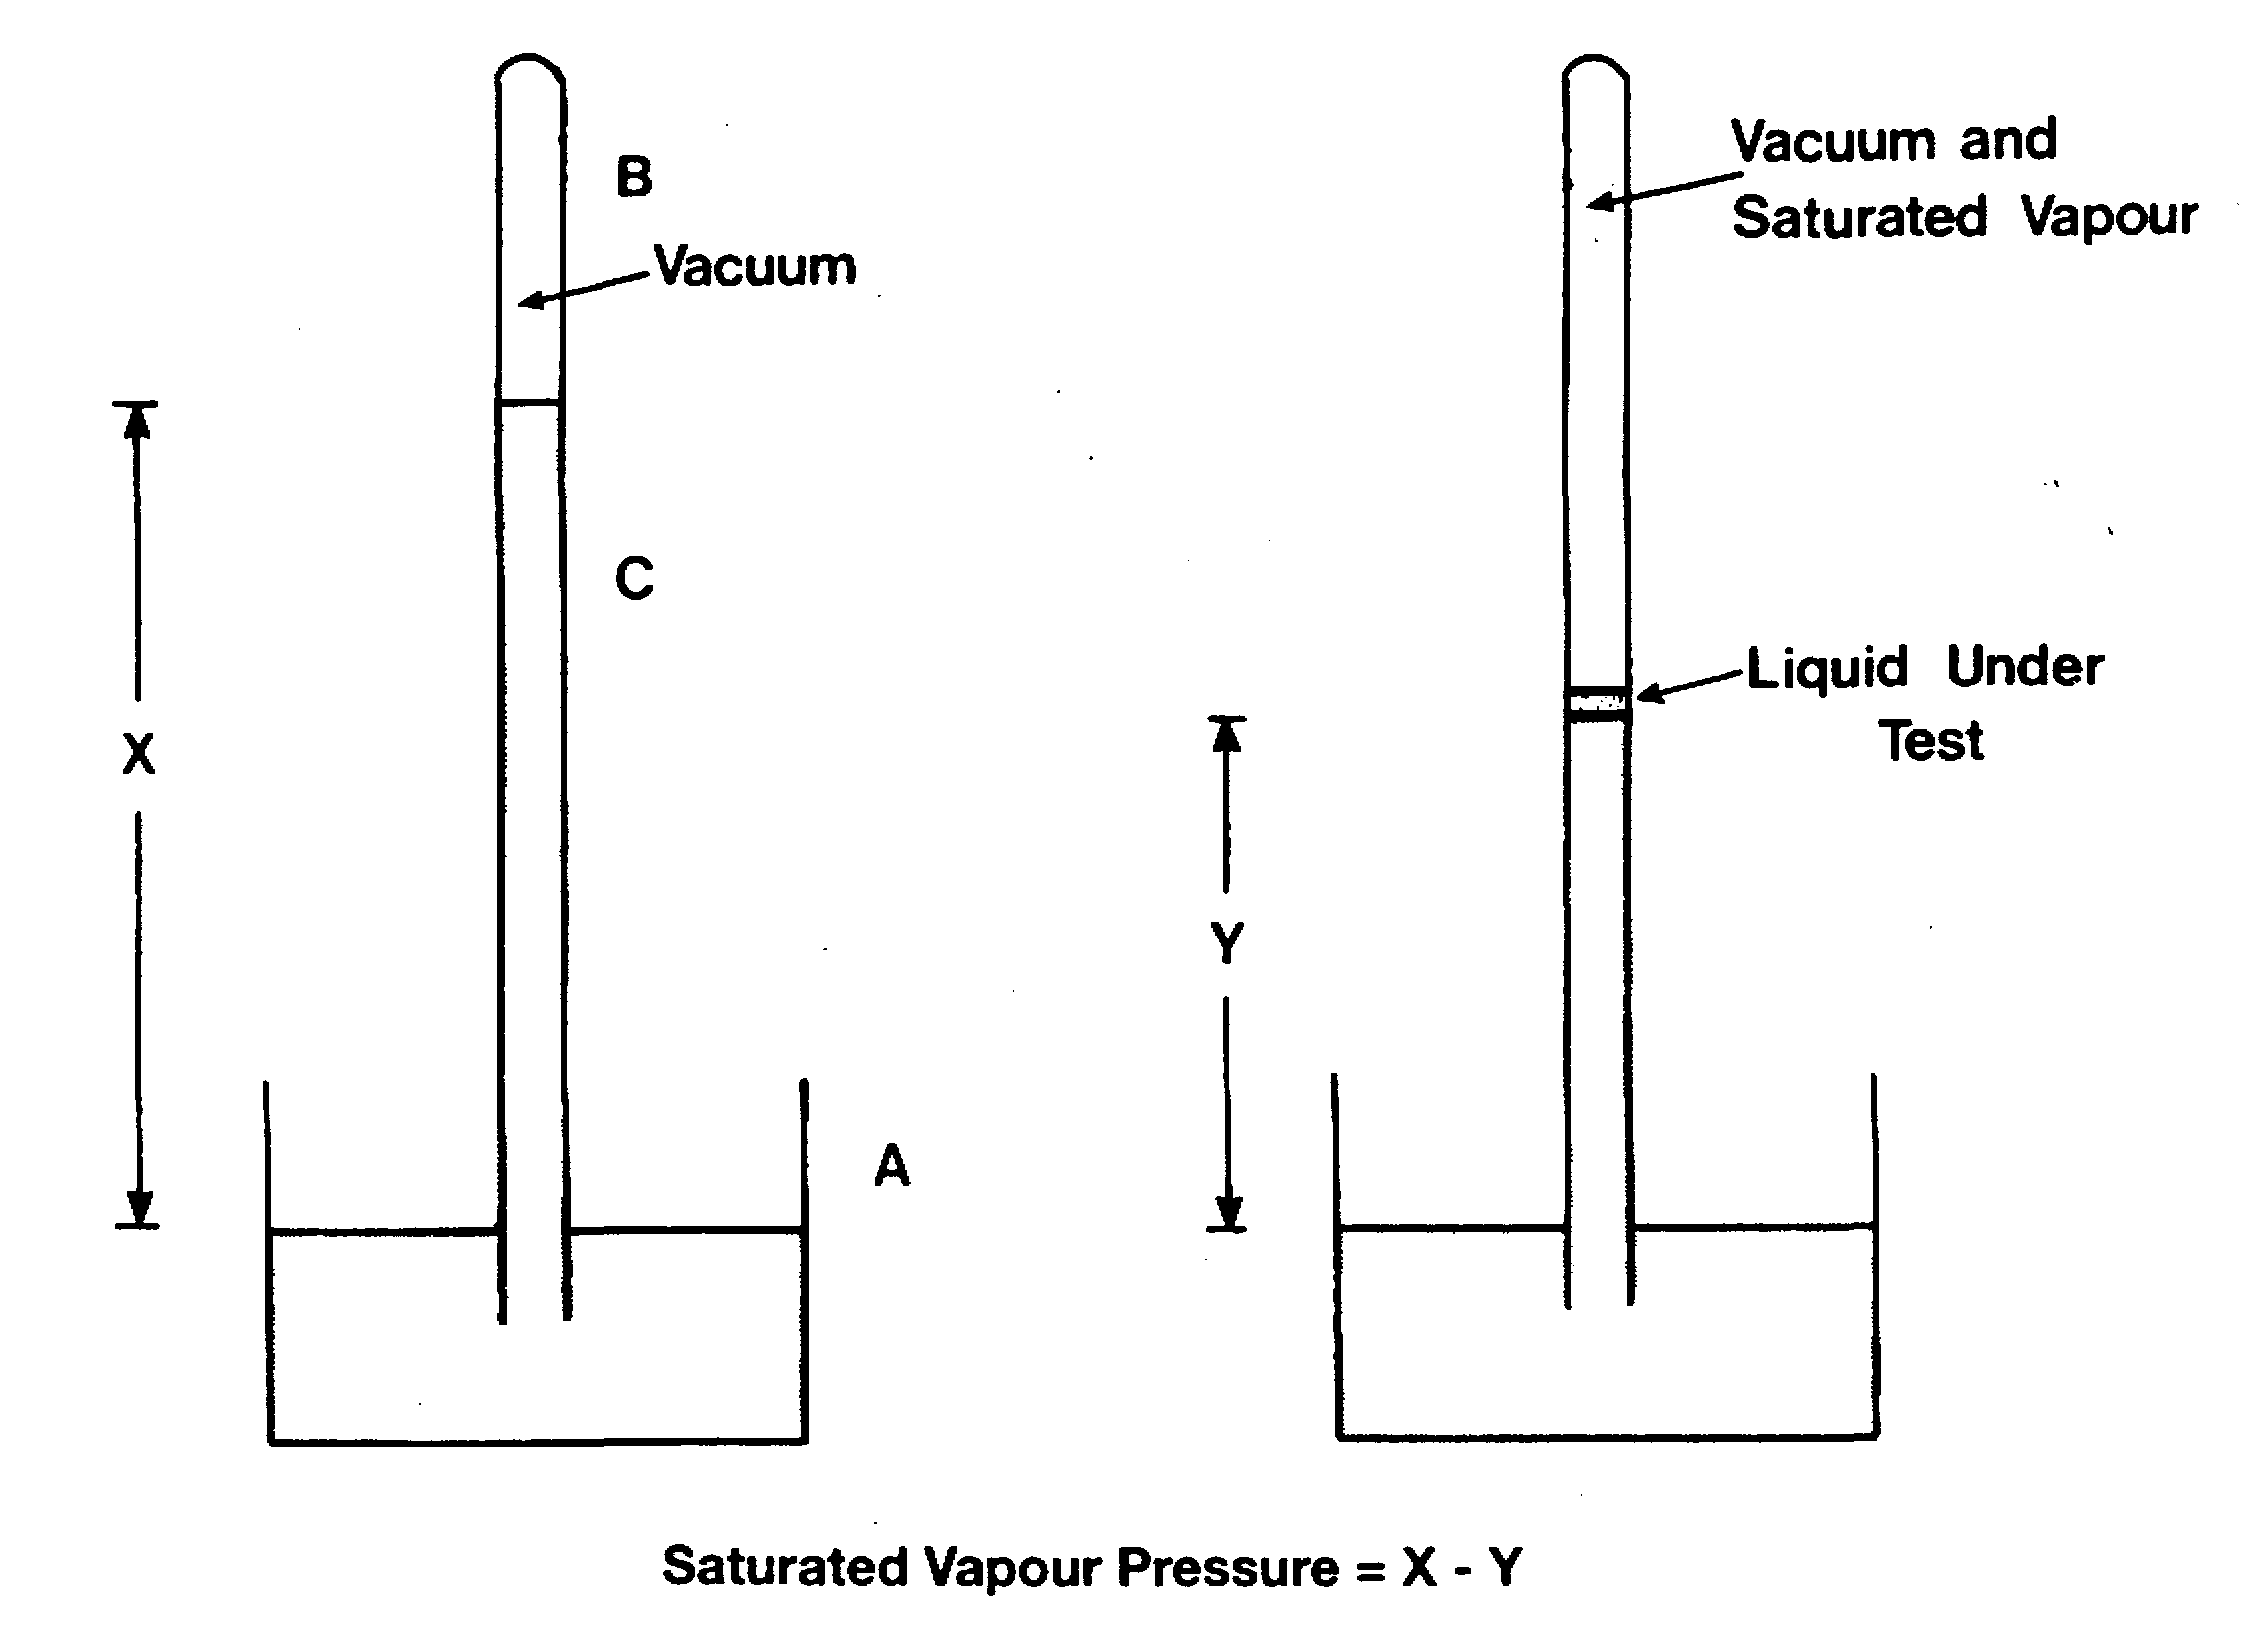 B
Vacuum
C
X
A
Vacuum and
Saturated Vapour
Liquid Under
Test
Y
Saturated Vapour Pressure = X - Y